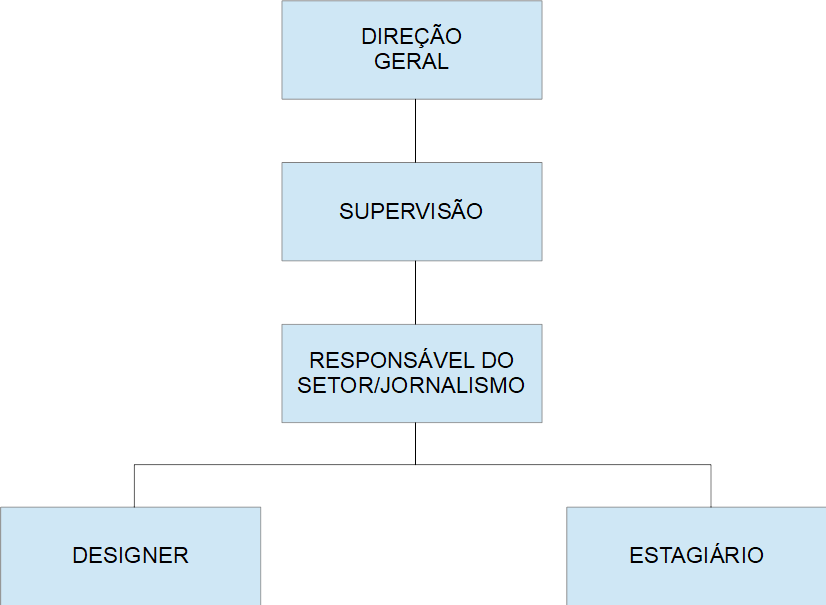 DIREÇÃO
GERAL
SUPERVISÃO
RESPONSÁVEL DO
SETOR/JORNALISMO
DESIGNER
ESTAGIÁRIO